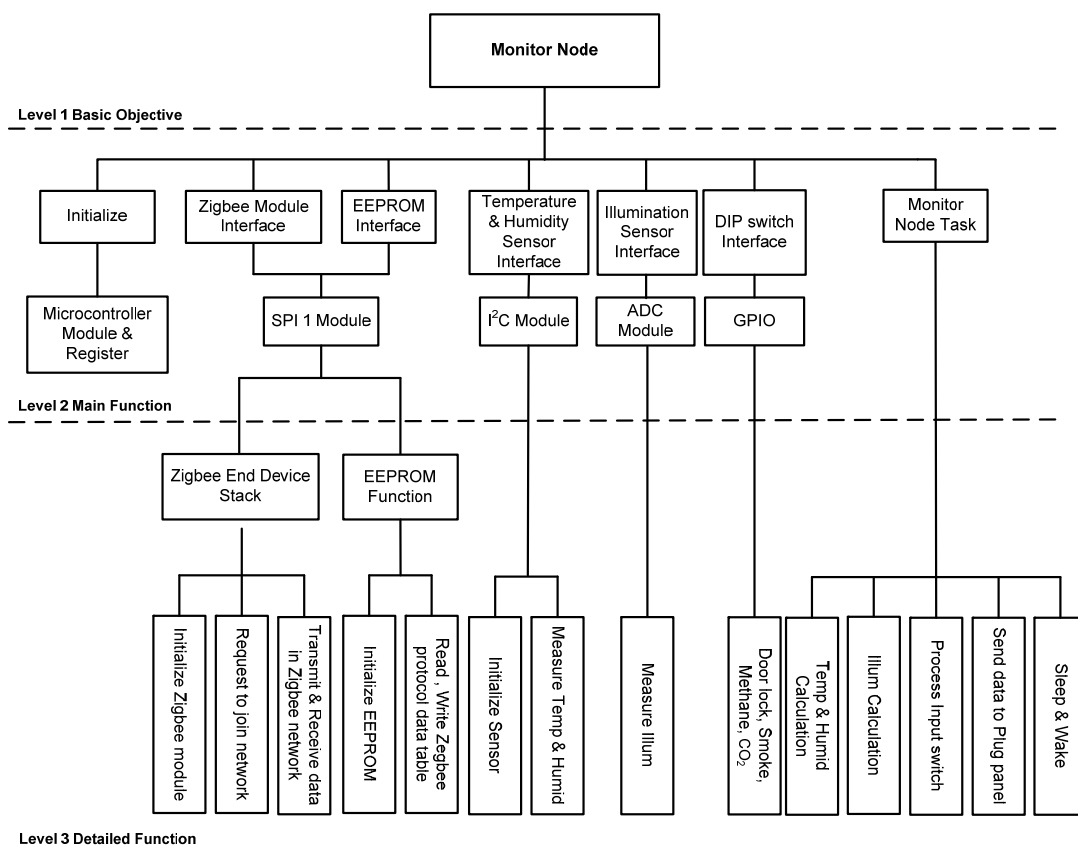 Monitor Node
Level 1 Basic Objective
Initialize
Zigbee Module
Interface
EEPROM
Interface
Temperature
& Humidity
Sensor
Interface
Illumination
Sensor
Interface
DIP switch
Interface
Monitor
Node Task
Microcontroller
Module &
Register
SPI 1 Module
I²C Module
ADC
Module
GPIO
Level 2 Main Function
Zigbee End Device
Stack
EEPROM
Function
Initialize Zigbee module
Request to join network
Transmit & Receive data
in Zigbee network
Initialize EEPROM
Read , Write Zegbee
protocol data table
Initialize Sensor
Measure Temp & Humid
Measure Illum
Door lock, Smoke,
Methane, CO₂
Temp & Humid
Calculation
Illum Calculation
Process Input switch
Send data to Plug panel
Sleep & Wake
Level 3 Detailed Function